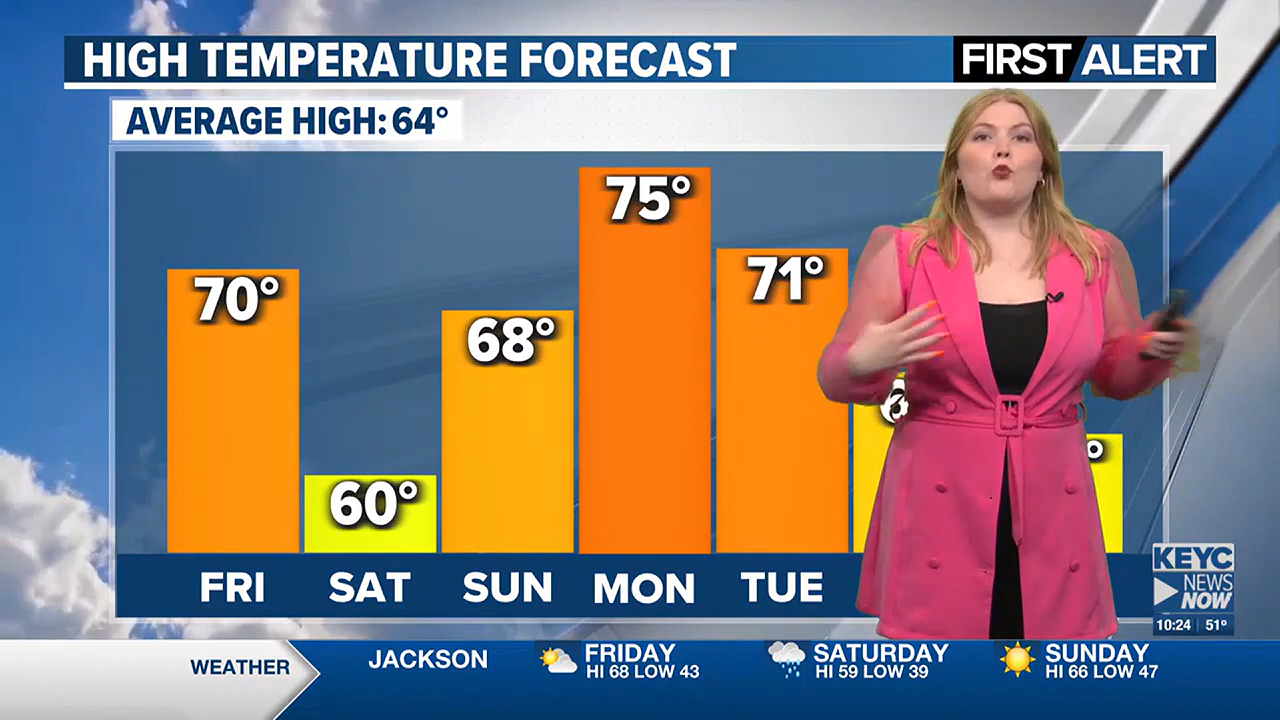 HIGH TEMPERATURE FORECAST
FIRST ALERT
AVERAGE HIGH: 64°
70°
60°
68°
75°
71°
FRI
SAT
SUN
MON
TUE
KEYC
NEWS
NOW
10:24 51°
WEATHER
JACKSON
FRIDAY
HI 68 LOW 43
SATURDAY
HI 59 LOW 39
SUNDAY
HI 66 LOW 47